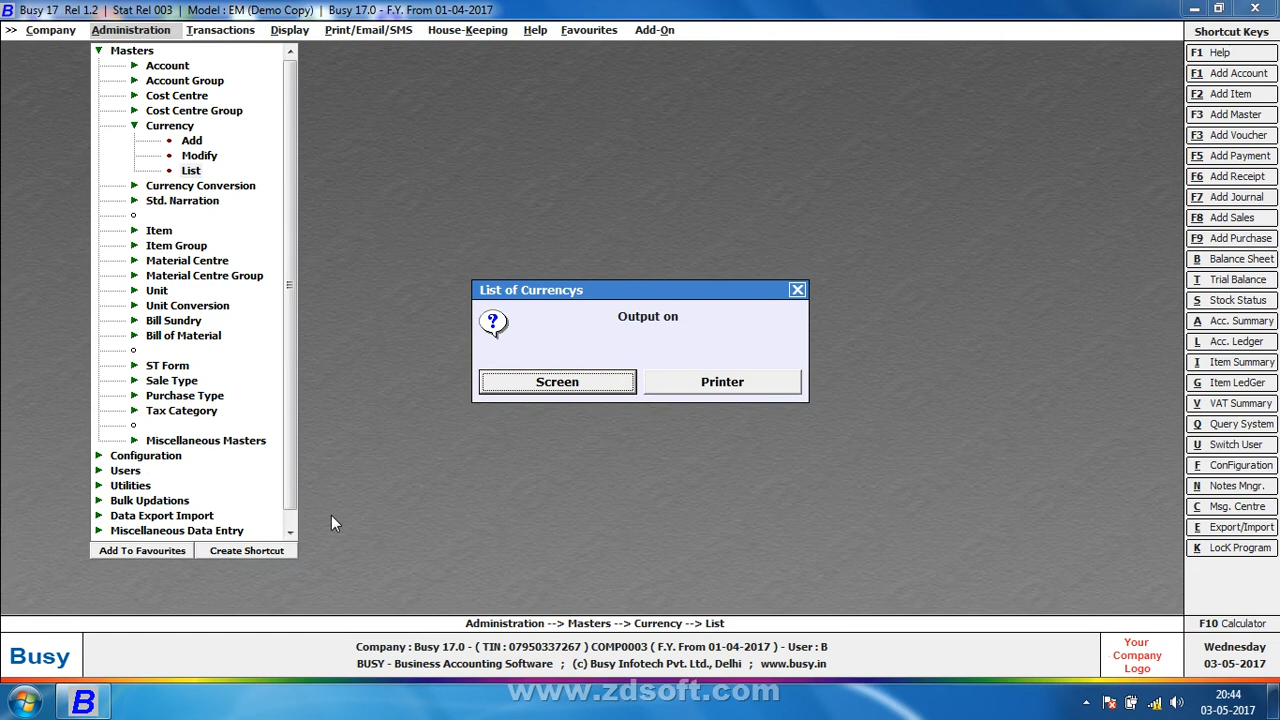 Busy 17 Rel 1.2 | Stat Rel 003 | Model : EM (Demo Copy) | Busy 17.0 - F.Y. From 01-04-2017 )
>> Company Administration Transactions Display Print/Email/SMS House-Keeping Help Favourites Add-On
Masters
Account
Account Group
Cost Centre
Cost Centre Group
Currency
Add
Modify
List
Currency Conversion
Std. Narration
Item
Item Group
Material Centre
Material Centre Group
Unit
Unit Conversion
Bill Sundry
Bill of Material
ST Form
Sale Type
Purchase Type
Tax Category
Miscellaneous Masters
Configuration
Users
Utilities
Bulk Updations
Data Export Import
Miscellaneous Data Entry
Add To Favourites Create Shortcut
List of Currencys
Output on
Screen Printer
Shortcut Keys
F1 Help
F1 Add Account
F2 Add Item
F3 Add Master
F3 Add Voucher
F5 Add Payment
F6 Add Receipt
F7 Add Journal
F8 Add Sales
F9 Add Purchase
B Balance Sheet
T Trial Balance
S Stock Status
A Acc. Summary
L Acc. Ledger
I Item Summary
G Item LedGer
V VAT Summary
Q Query System
U Switch User
F ConFiguration
N Notes Mngr.
C Msg. Centre
E Export/Import
K LocK Program
Administration --> Masters --> Currency --> List
F10 Calculator
Busy
Company : Busy 17.0 - ( TIN : 07950337267 ) COMP0003 ( F.Y. From 01-04-2017 ) - User : B
BUSY - Business Accounting Software ; (c) Busy Infotech Pvt. Ltd., Delhi ; www.busy.in
Your
Company
Logo
Wednesday
03-05-2017
www.zdsoft.com
20:44
03-05-2017